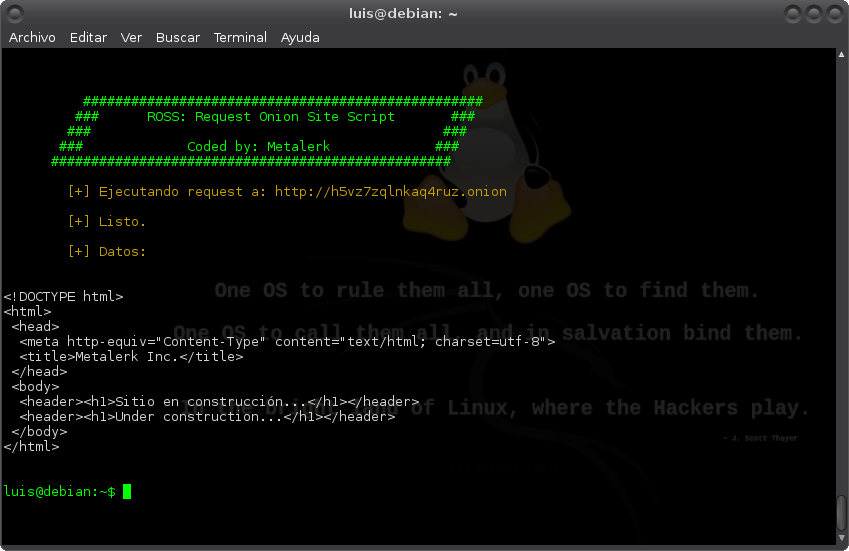 luis@debian: ~
Archivo Editar Ver Buscar Terminal Ayuda
##################################################
### ROSS: Request Onion Site Script ###
### ###
### Coded by: Metalerk ###
##################################################
[+] Ejecutando request a: http://h5vz7zqlnkaq4ruz.onion
[+] Listo.
[+] Datos:
<!DOCTYPE html>
<html>
<head>
<meta http-equiv="Content-Type" content="text/html; charset=utf-8">
<title>Metalerk Inc.</title>
</head>
<body>
<header><h1>Sitio en construcción...</h1></header>
<header><h1>Under construction...</h1></header>
</body>
</html>
luis@debian:~$
One OS to rule them all, one OS to find them.
One OS to call them all, and in salvation bind them.
In the bright land of Linux, where the Hackers play.
- J. Scott Thayer